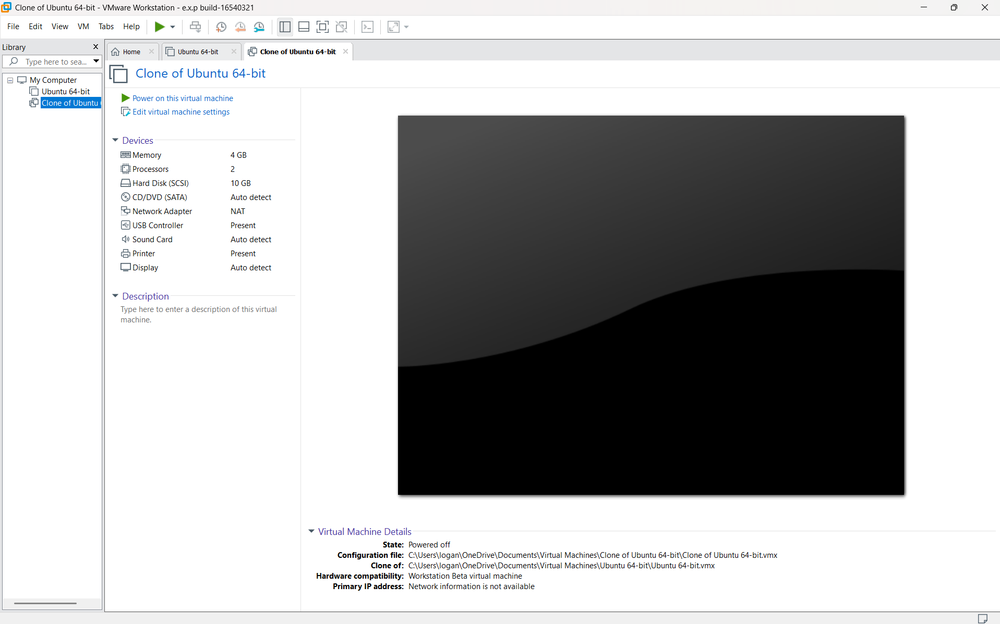 Clone of Ubuntu 64-bit - VMware Workstation - e.x.p build-16540321
File Edit View VM Tabs Help
Library
Type here to sea...
My Computer
Ubuntu 64-bit
Clone of Ubuntu
Home
Ubuntu 64-bit
Clone of Ubuntu 64-bit
Clone of Ubuntu 64-bit
Power on this virtual machine
Edit virtual machine settings
Devices
Memory 4 GB
Processors 2
Hard Disk (SCSI) 10 GB
CD/DVD (SATA) Auto detect
Network Adapter NAT
USB Controller Present
Sound Card Auto detect
Printer Present
Display Auto detect
Description
Type here to enter a description of this virtual
machine.
Virtual Machine Details
State: Powered off
Configuration file: C:\Users\logan\OneDrive\Documents\Virtual Machines\Clone of Ubuntu 64-bit\Clone of Ubuntu 64-bit.vmx
Clone of: C:\Users\logan\OneDrive\Documents\Virtual Machines\Ubuntu 64-bit\Ubuntu 64-bit.vmx
Hardware compatibility: Workstation Beta virtual machine
Primary IP address: Network information is not available